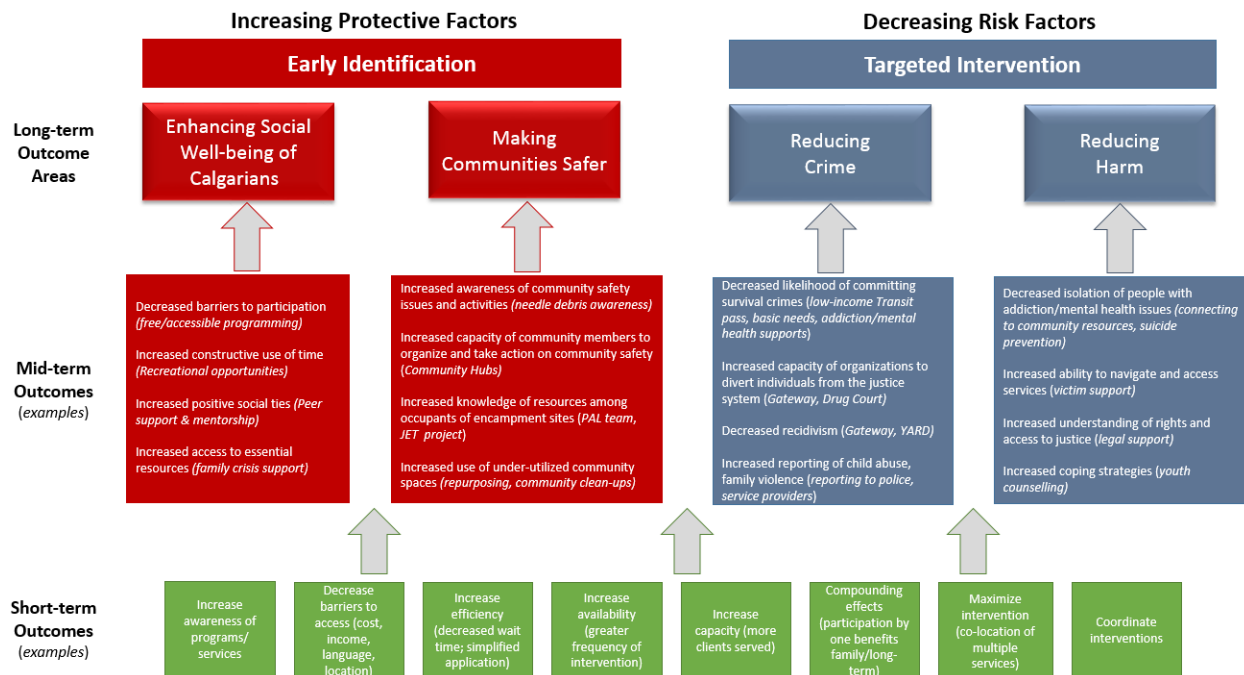 Increasing Protective Factors
Decreasing Risk Factors
Early Identification
Targeted Intervention
Long-term
Outcome
Areas
Enhancing Social
Well-being of
Calgarians
Making
Communities Safer
Reducing
Crime
Reducing
Harm
Mid-term
Outcomes
(examples)
Decreased barriers to participation
(free/accessible programming)
Increased constructive use of time
(Recreational opportunities)
Increased positive social ties (Peer
support & mentorship)
Increased access to essential
resources (family crisis support)
Increased awareness of community safety
issues and activities (needle debris awareness)
Increased capacity of community members to
organize and take action on community safety
(Community Hubs)
Increased knowledge of resources among
occupants of encampment sites (PAL team,
JET project)
Increased use of under-utilized community
spaces (repurposing, community clean-ups)
Decreased likelihood of committing
survival crimes (low-income Transit
pass, basic needs, addiction/mental
health supports)
Increased capacity of organizations to
divert individuals from the justice
system (Gateway, Drug Court)
Decreased recidivism (Gateway, YARD)
Increased reporting of child abuse,
family violence (reporting to police,
service providers)
Decreased isolation of people with
addiction/mental health issues (connecting
to community resources, suicide
prevention)
Increased ability to navigate and access
services (victim support)
Increased understanding of rights and
access to justice (legal support)
Increased coping strategies (youth
counselling)
Short-term
Outcomes
(examples)
Increase
awareness of
programs/
services
Decrease
barriers to
access (cost,
income,
language,
location)
Increase
efficiency
(decreased wait
time; simplified
application)
Increase
availability
(greater
frequency of
intervention)
Increase
capacity (more
clients served)
Compounding
effects
(participation by
one benefits
family/long-
term)
Maximize
intervention
(co-location of
multiple
services)
Coordinate
interventions